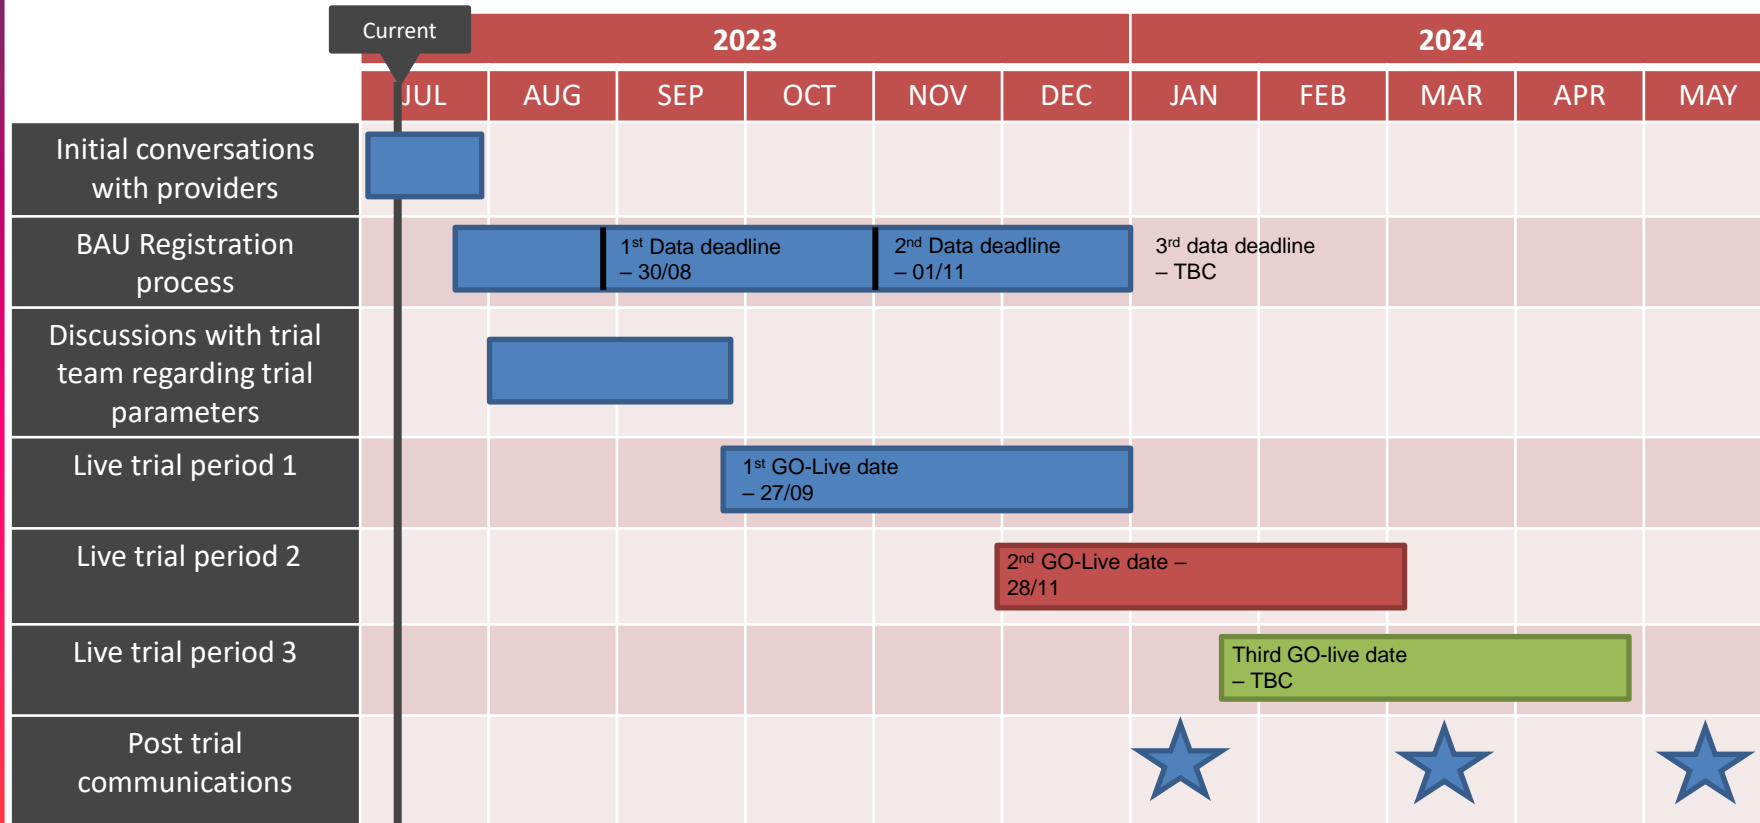 Current
2023
2024
JUL
AUG
SEP
OCT
NOV
DEC
JAN
FEB
MAR
APR
MAY
Initial conversations
with providers
BAU Registration
process
1st Data deadline
– 30/08
2nd Data deadline
– 01/11
3rd data deadline
– TBC
Discussions with trial
team regarding trial
parameters
Live trial period 1
1st GO-Live date
– 27/09
Live trial period 2
2nd GO-Live date –
28/11
Live trial period 3
Third GO-live date
– TBC
Post trial
communications